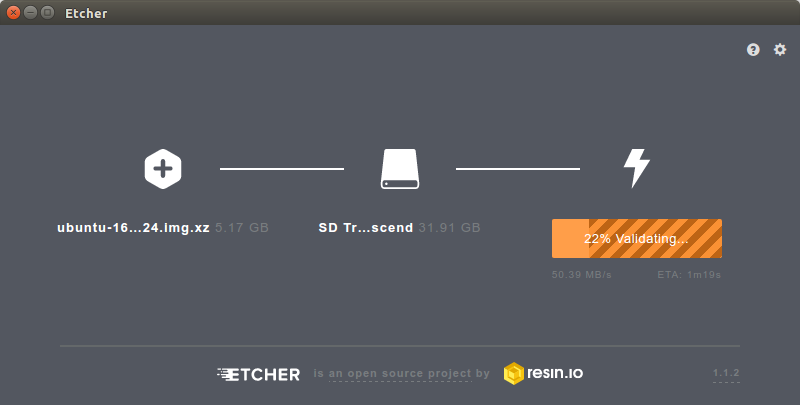 Etcher
ubuntu-16...24.img.xz 5.17 GB
SD Tr...scend 31.91 GB
22% Validating...
50.39 MB/s ETA: 1m19s
ETCHER is an open source project by resin.io 1.1.2